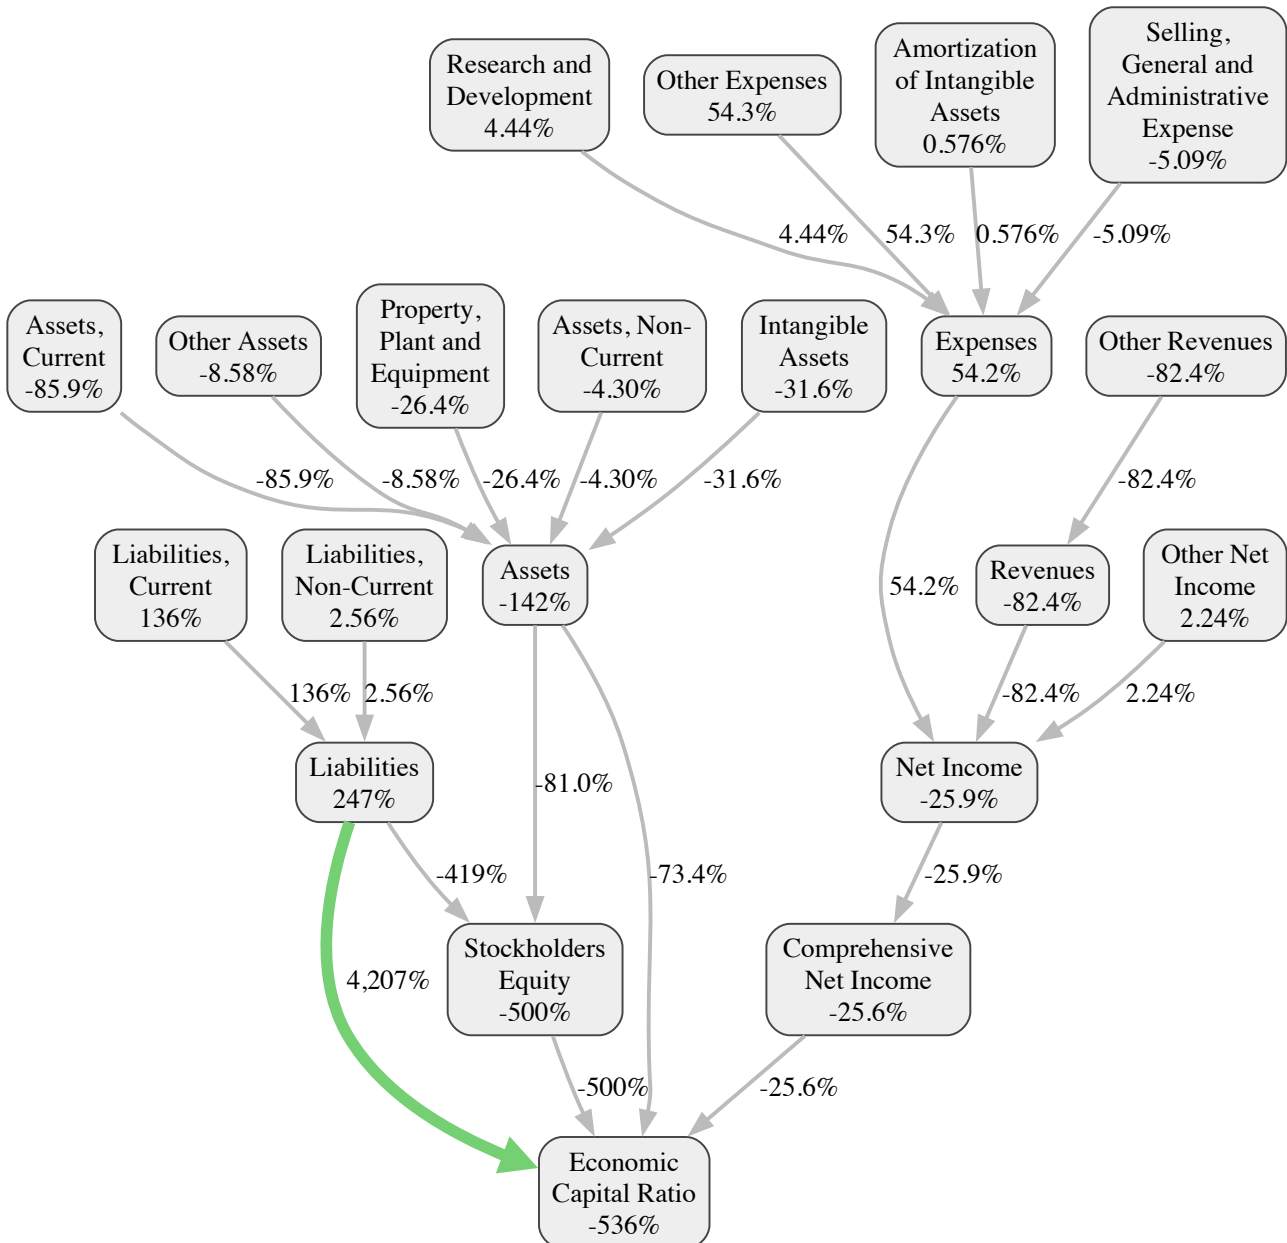 Research and
Development
4.44%
Other Expenses
54.3%
Amortization
of Intangible
Assets
0.576%
Selling,
General and
Administrative
Expense
-5.09%
4.44%
54.3%
0.576%
-5.09%
Assets,
Current
-85.9%
Other Assets
-8.58%
Property,
Plant and
Equipment
-26.4%
Assets, Non-
Current
-4.30%
Intangible
Assets
-31.6%
Expenses
54.2%
Other Revenues
-82.4%
-85.9%
-8.58%
-26.4%
-4.30%
-31.6%
-82.4%
Liabilities,
Current
136%
Liabilities,
Non-Current
2.56%
Assets
-142%
54.2%
Revenues
-82.4%
Other Net
Income
2.24%
136%
2.56%
-82.4%
2.24%
Liabilities
247%
-81.0%
Net Income
-25.9%
-419%
-73.4%
-25.9%
Stockholders
Equity
-500%
Comprehensive
Net Income
-25.6%
4,207%
-500%
-25.6%
Economic
Capital Ratio
-536%